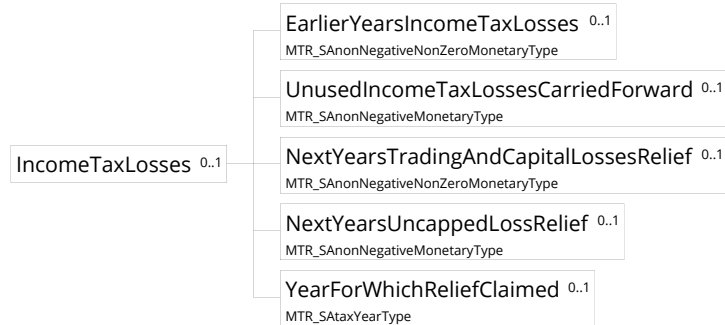 EarlierYearsIncomeTaxLosses 0..1
MTR_SAnonNegativeNonZeroMonetaryType
UnusedIncomeTaxLossesCarriedForward 0..1
MTR_SAnonNegativeMonetaryType
IncomeTaxLosses 0..1
NextYearsTradingAndCapitalLossesRelief 0..1
MTR_SAnonNegativeNonZeroMonetaryType
NextYearsUncappedLossRelief 0..1
MTR_SAnonNegativeMonetaryType
YearForWhichReliefClaimed 0..1
MTR_SAtaxYearType